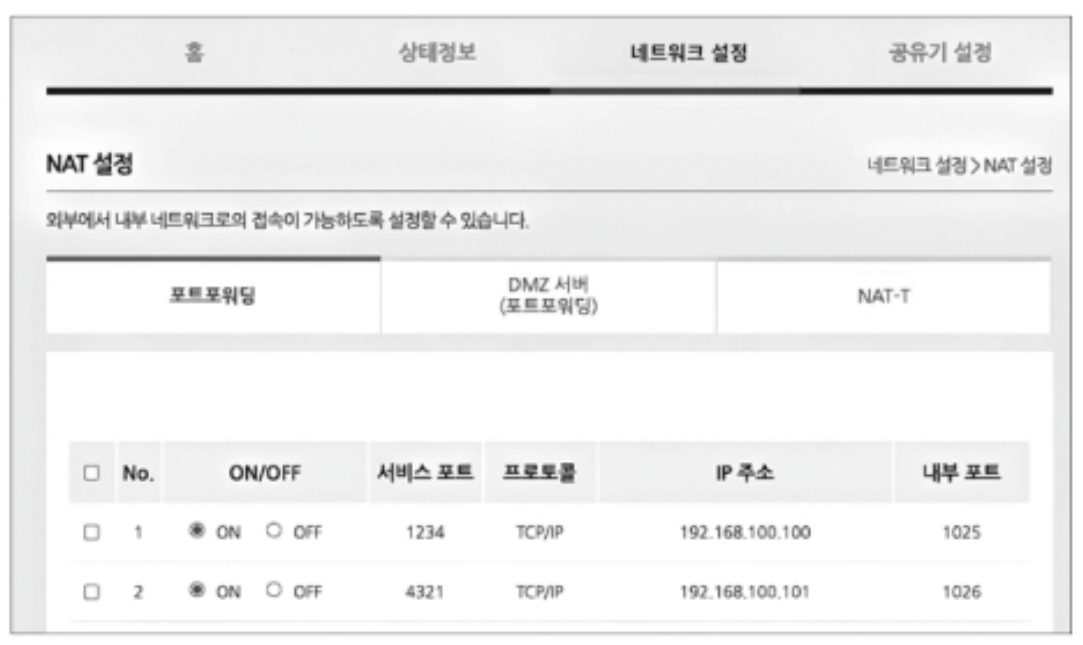 홈 상태정보 네트워크 설정 공유기 설정
NAT 설정 네트워크 설정 > NAT 설정
외부에서 내부 네트워크로의 접속이 가능하도록 설정할 수 있습니다.
포트포워딩 DMZ 서버 (포트포워딩) NAT-T
No. ON/OFF 서비스 포트 프로토콜 IP 주소 내부 포트
1 ON OFF 1234 TCP/IP 192.168.100.100 1025
2 ON OFF 4321 TCP/IP 192.168.100.101 1026